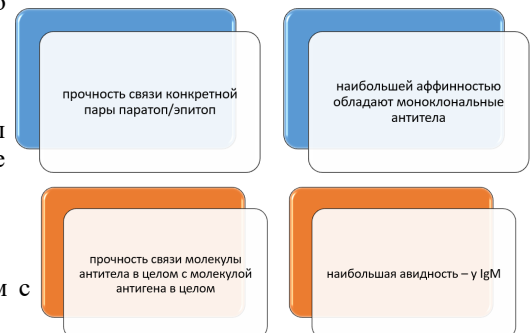 прочность связи конкретной
пары паратоп/эпитоп
наибольшей аффинностью
обладают моноклональные
антитела
е
прочность связи молекулы
антитела в целом с молекулой
антигена в целом
наибольшая авидность – у IgM
с